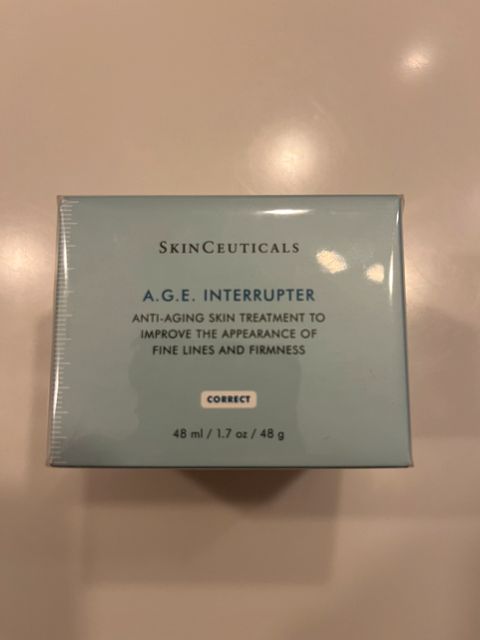 SKINCEUTICALS
A.G.E. INTERRUPTER
ANTI-AGING SKIN TREATMENT TO
IMPROVE THE APPEARANCE OF
FINE LINES AND FIRMNESS
CORRECT
48 ml / 1.7 oz / 48 g